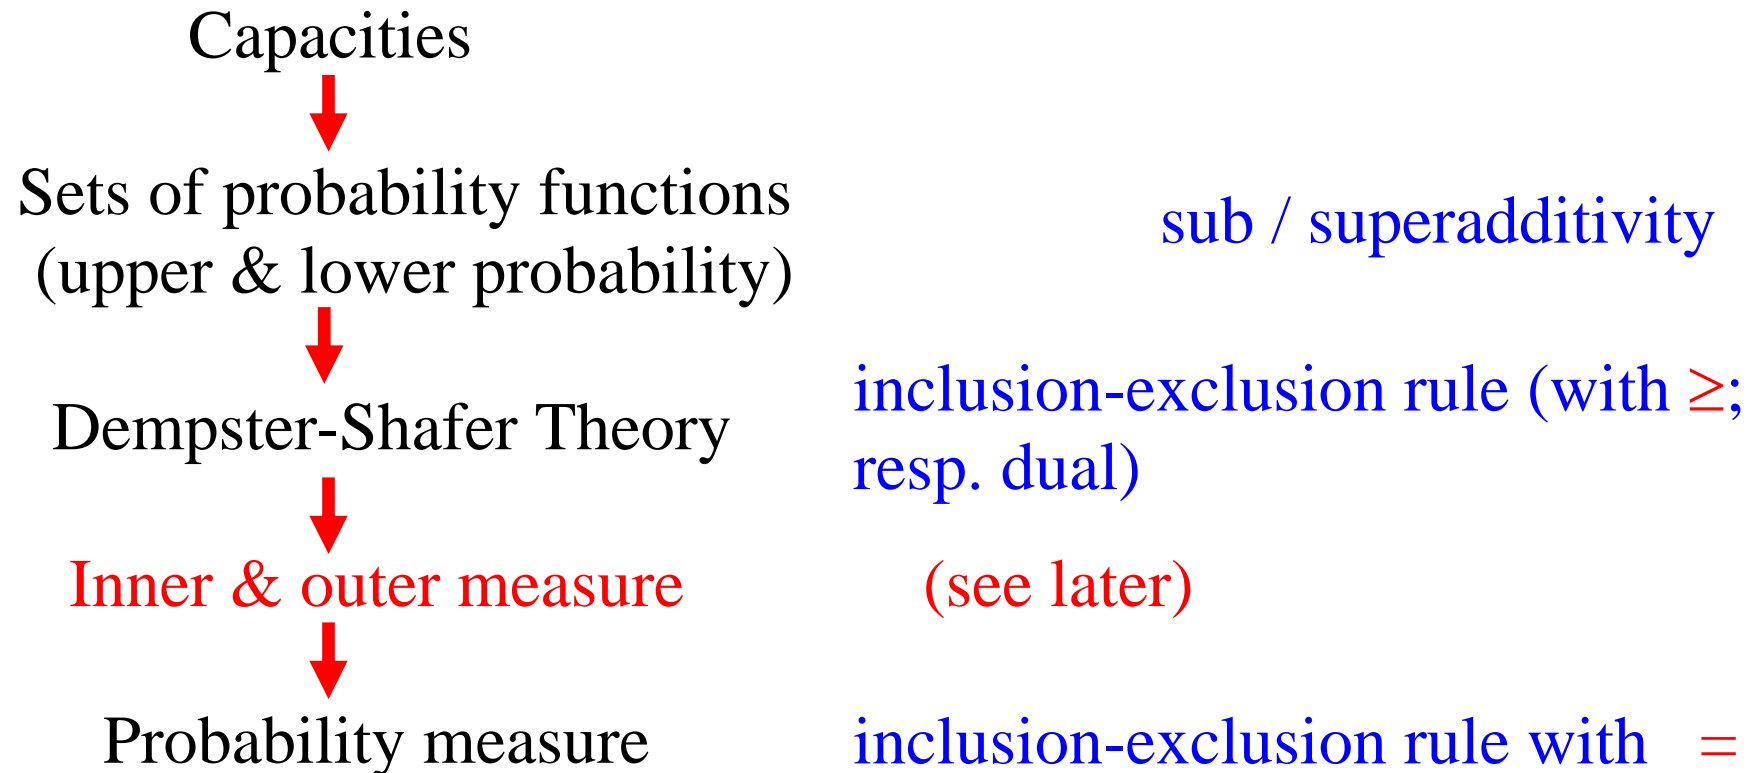 Capacities
Sets of probability functions
(upper & lower probability)
sub / superadditivity
Dempster-Shafer Theory
inclusion-exclusion rule (with ≥;
resp. dual)
Inner & outer measure
(see later)
Probability measure
inclusion-exclusion rule with =